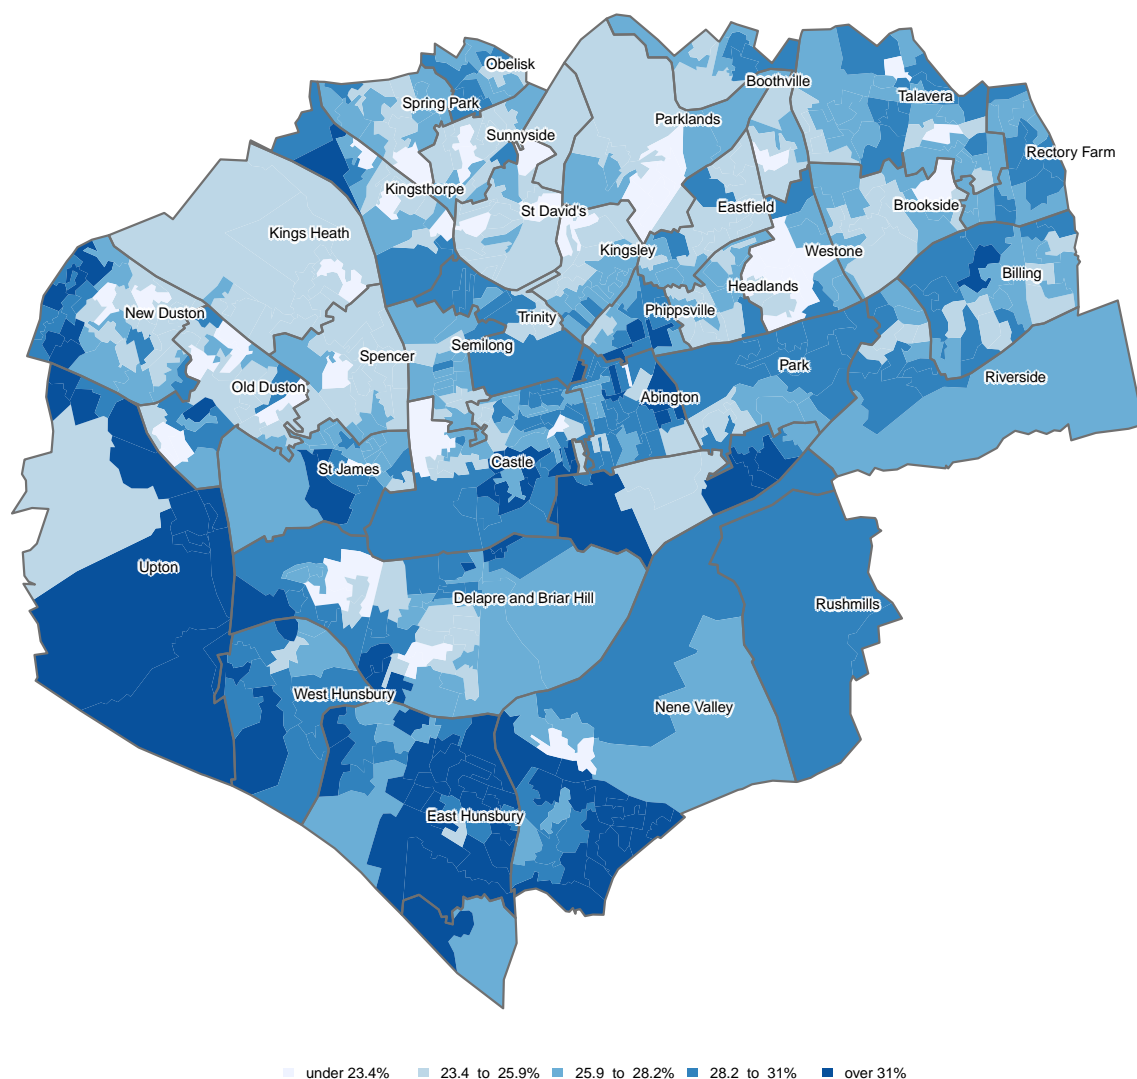 Obelisk
Boothville
Spring Park
Talavera
Parklands
Sunnyside
Rectory Farm
Kingsthorpe
Brookside
St David's
Eastfield
Kings Heath
Kingsley
Westone
Billing
Headlands
New Duston
Phippsville
Trinity
Semilong
Spencer
Park
Riverside
Old Duston
Abington
Castle
St James
Upton
Delapre and Briar Hill
Rushmills
West Hunsbury
Nene Valley
East Hunsbury
under 23.4% 23.4 to 25.9% 25.9 to 28.2% 28.2 to 31% over 31%